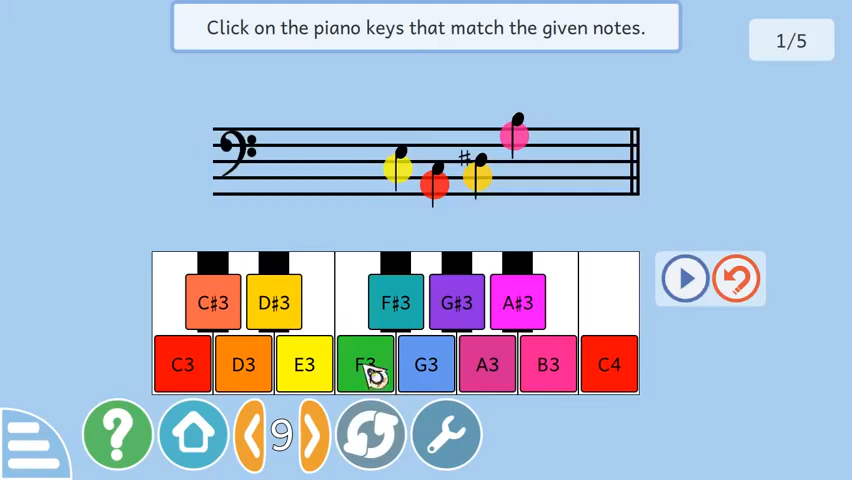 Click on the piano keys that match the given notes.
1/5
C♯3 D♯3 F♯3 G♯3 A♯3
C3 D3 E3 F3 G3 A3 B3 C4
? 9